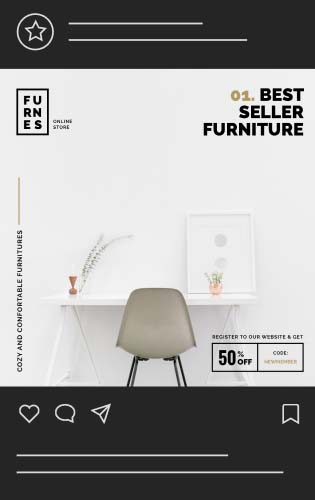 FU
RN
ES
ONLINE
STORE
01. BEST
SELLER
FURNITURE
COZY AND CONFORTABLE FURNITURES
REGISTER TO OUR WEBSITE & GET
50% OFF
CODE:
NEWMEMBER